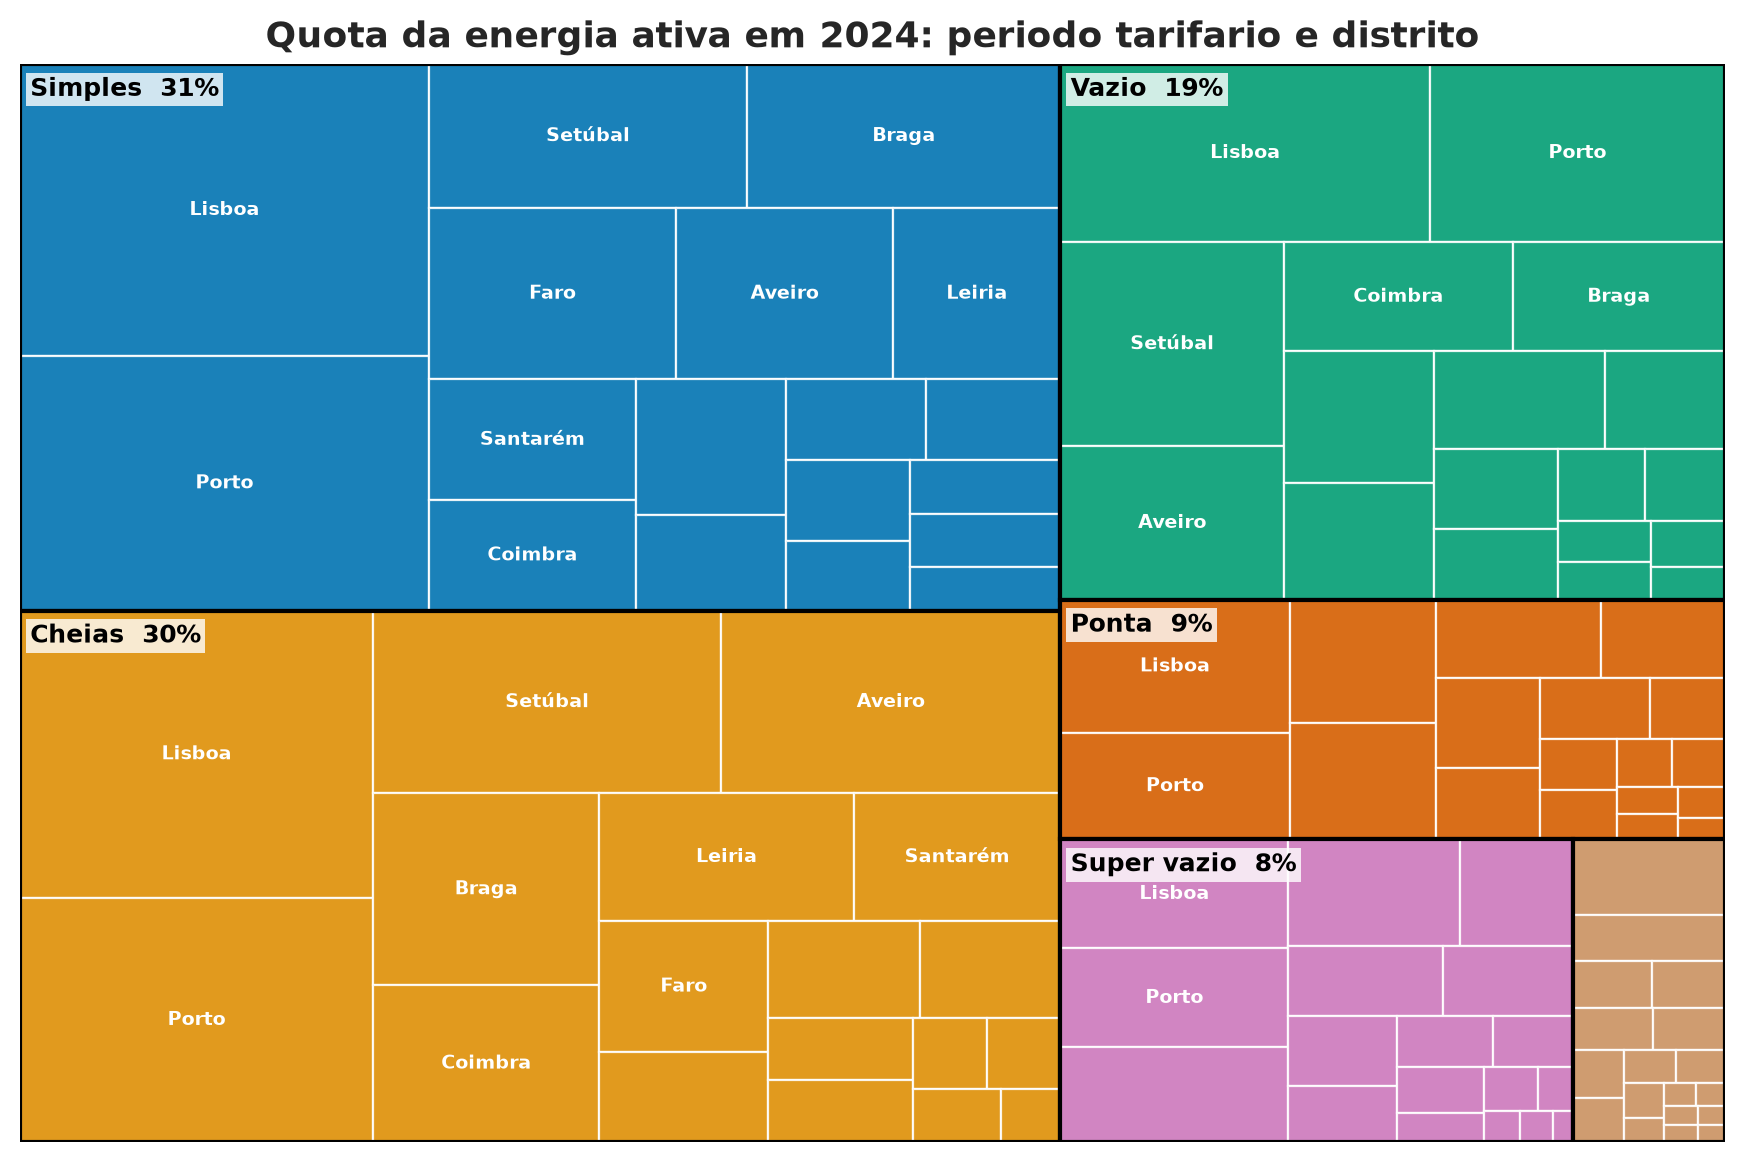 Quota da energia ativa em 2024: periodo tarifario e distrito
Simples 31%
Lisboa
Setúbal
Braga
Faro
Aveiro
Leiria
Porto
Santarém
Coimbra
Vazio 19%
Lisboa
Porto
Setúbal
Coimbra
Braga
Aveiro
Cheias 30%
Lisboa
Setúbal
Aveiro
Braga
Leiria
Santarém
Faro
Porto
Coimbra
Ponta 9%
Lisboa
Porto
Super vazio 8%
Lisboa
Porto